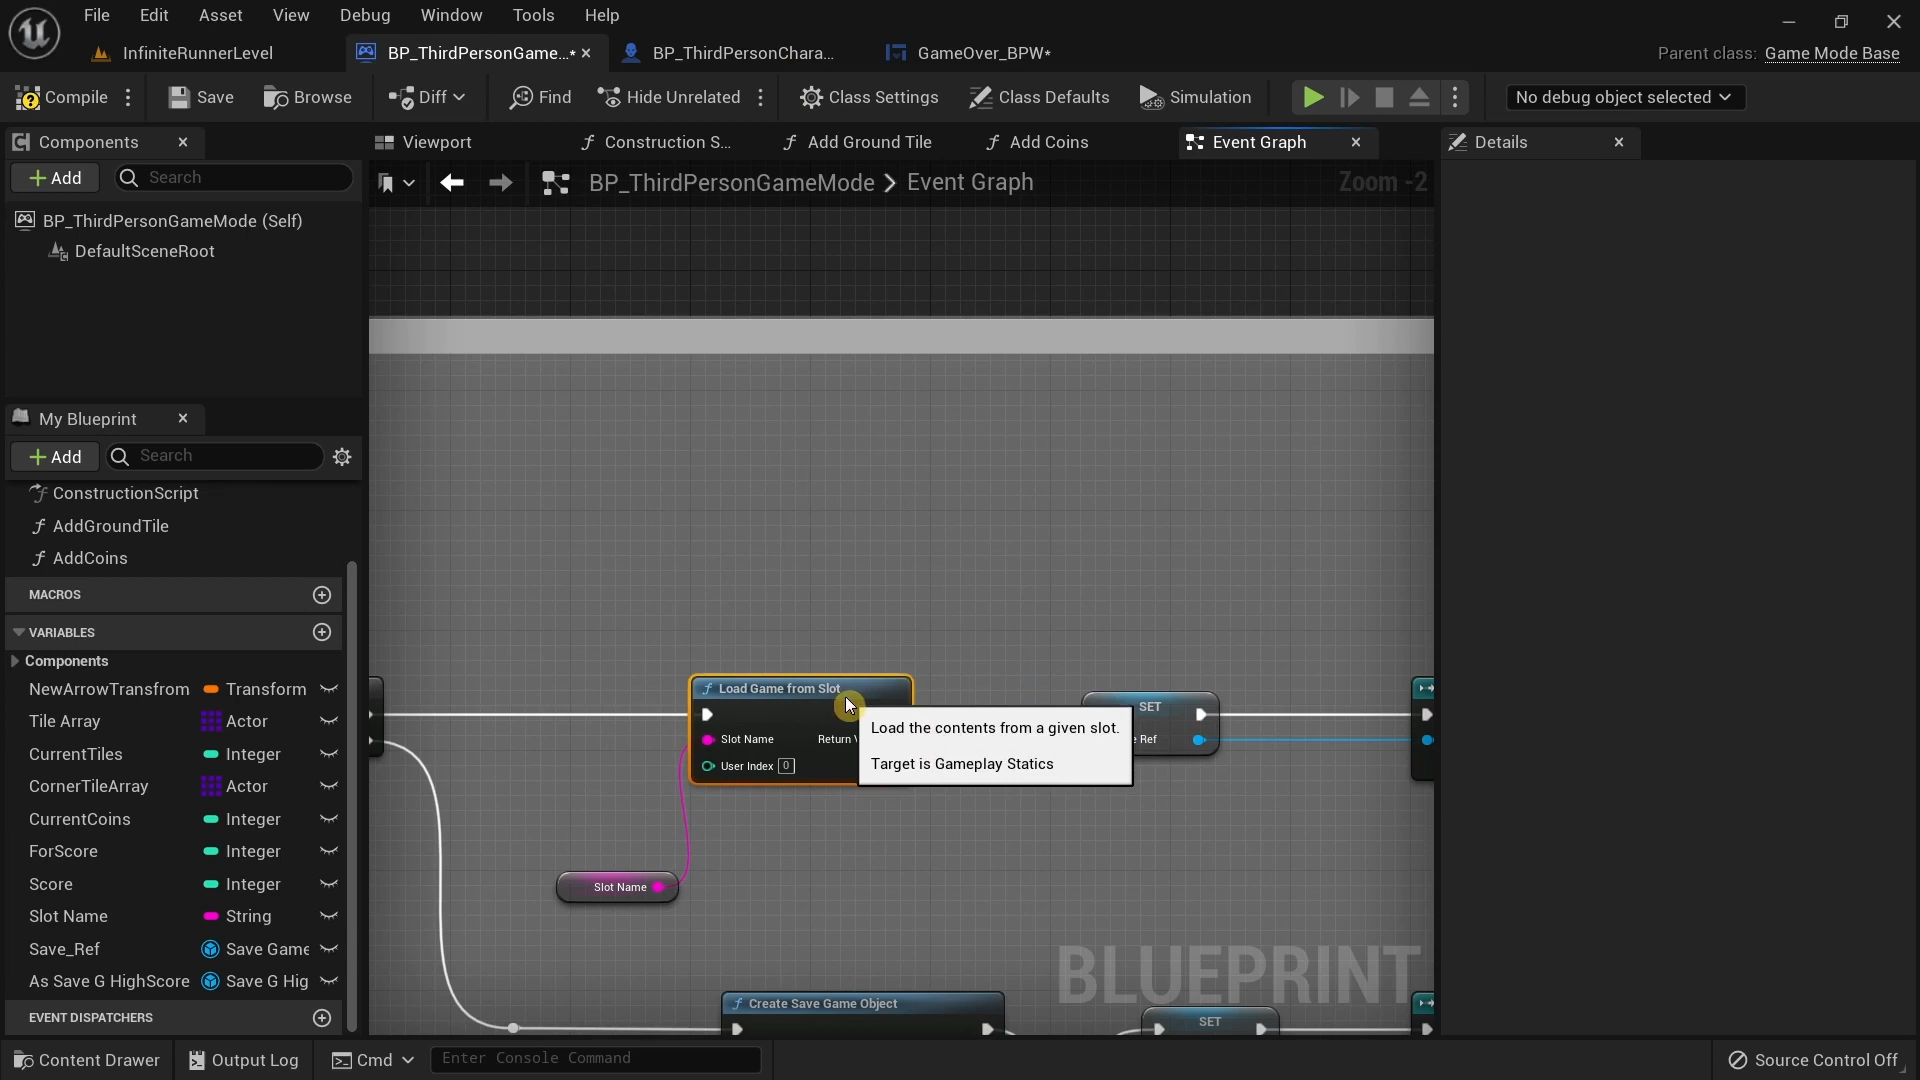 File Edit Asset View Debug Window Tools Help
InfiniteRunnerLevel
BP_ThirdPersonGame...*
BP_ThirdPersonChara...
GameOver_BPW*
Parent class: Game Mode Base
Compile
Save
Browse
Diff
Find
Hide Unrelated
Class Settings
Class Defaults
Simulation
No debug object selected
Components
Viewport
Construction S...
Add Ground Tile
Add Coins
Event Graph
Details
Add
Search
BP_ThirdPersonGameMode > Event Graph
Zoom -2
BP_ThirdPersonGameMode (Self)
DefaultSceneRoot
My Blueprint
Add
Search
ConstructionScript
AddGroundTile
AddCoins
MACROS
VARIABLES
Components
NewArrowTransfrom Transform
Tile Array Actor
CurrentTiles Integer
CornerTileArray Actor
CurrentCoins Integer
ForScore Integer
Score Integer
Slot Name String
Save_Ref Save Game
As Save G HighScore Save G Hig
EVENT DISPATCHERS
Load Game from Slot
Slot Name
User Index 0
Load the contents from a given slot.
Target is Gameplay Statics
SET
Ref
Slot Name
BLUEPRINT
Create Save Game Object
SET
Content Drawer
Output Log
Cmd
Enter Console Command
Source Control Off